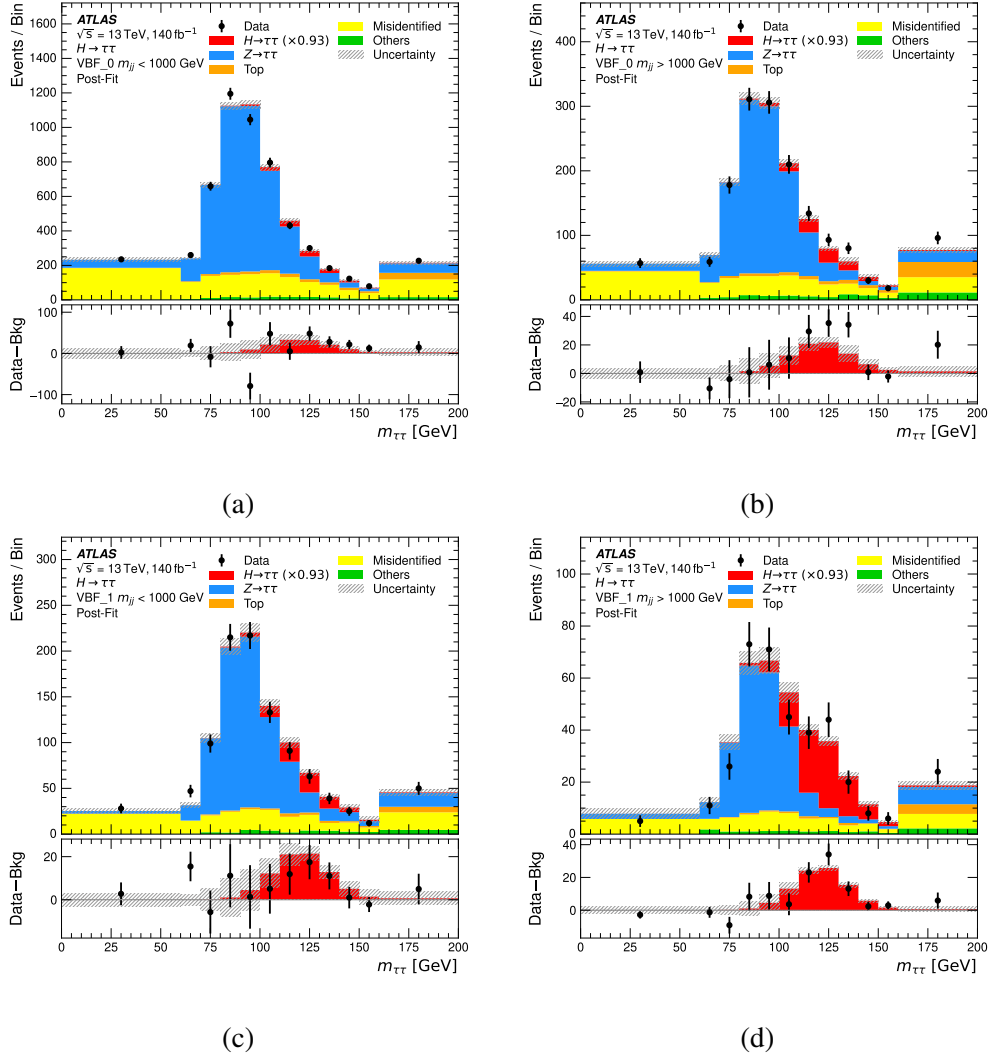 ATLAS
√s = 13 TeV, 140 fb⁻¹
H → ττ
VBF_0 mjj < 1000 GeV
Post-Fit
Data
H→ττ (×0.93)
Z→ττ
Top
Misidentified
Others
Uncertainty
Events / Bin
1600
1400
1200
1000
800
600
400
200
0
Data−Bkg
100
0
−100
0 25 50 75 100 125 150 175 200
mττ [GeV]
(a)
ATLAS
√s = 13 TeV, 140 fb⁻¹
H → ττ
VBF_0 mjj > 1000 GeV
Post-Fit
Data
H→ττ (×0.93)
Z→ττ
Top
Misidentified
Others
Uncertainty
Events / Bin
400
300
200
100
0
Data−Bkg
40
20
0
−20
0 25 50 75 100 125 150 175 200
mττ [GeV]
(b)
ATLAS
√s = 13 TeV, 140 fb⁻¹
H → ττ
VBF_1 mjj < 1000 GeV
Post-Fit
Data
H→ττ (×0.93)
Z→ττ
Top
Misidentified
Others
Uncertainty
Events / Bin
300
250
200
150
100
50
0
Data−Bkg
20
0
0 25 50 75 100 125 150 175 200
mττ [GeV]
(c)
ATLAS
√s = 13 TeV, 140 fb⁻¹
H → ττ
VBF_1 mjj > 1000 GeV
Post-Fit
Data
H→ττ (×0.93)
Z→ττ
Top
Misidentified
Others
Uncertainty
Events / Bin
100
80
60
40
20
0
Data−Bkg
40
20
0
0 25 50 75 100 125 150 175 200
mττ [GeV]
(d)